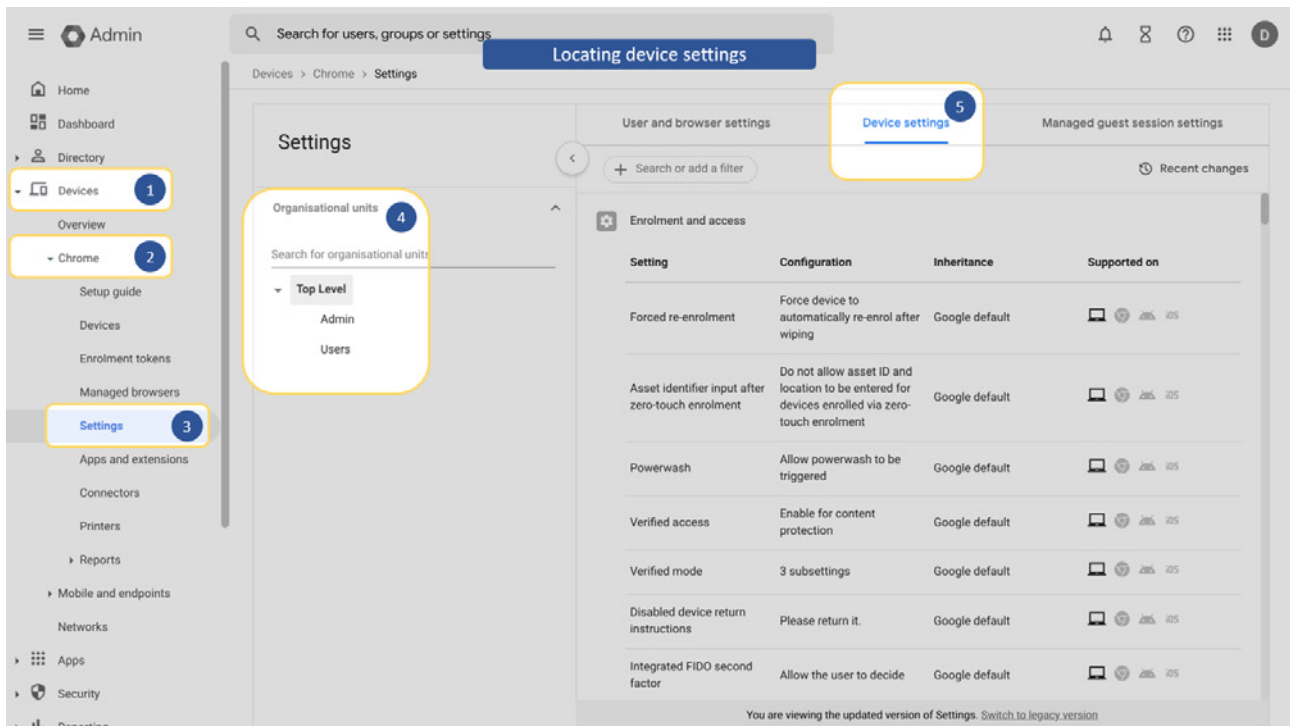 Admin
Search for users, groups or settings
D
Locating device settings
Devices > Chrome > Settings
Home
Dashboard
Directory
Devices
1
Overview
Chrome
2
Setup guide
Devices
Enrolment tokens
Managed browsers
Settings
3
Apps and extensions
Connectors
Printers
Reports
Mobile and endpoints
Networks
Apps
Security
Reporting
Settings
Organisational units
4
Search for organisational units
Top Level
Admin
Users
User and browser settings
Device settings
5
Managed guest session settings
+ Search or add a filter
Recent changes
Enrolment and access
Setting Configuration Inheritance Supported on
Forced re-enrolment
Force device to
automatically re-enrol after
wiping
Google default
iOS
Asset identifier input after
zero-touch enrolment
Do not allow asset ID and
location to be entered for
devices enrolled via zero-
touch enrolment
Google default
iOS
Powerwash
Allow powerwash to be
triggered
Google default
iOS
Verified access
Enable for content
protection
Google default
iOS
Verified mode
3 subsettings
Google default
iOS
Disabled device return
instructions
Please return it.
Google default
iOS
Integrated FIDO second
factor
Allow the user to decide
Google default
iOS
You are viewing the updated version of Settings. Switch to legacy version